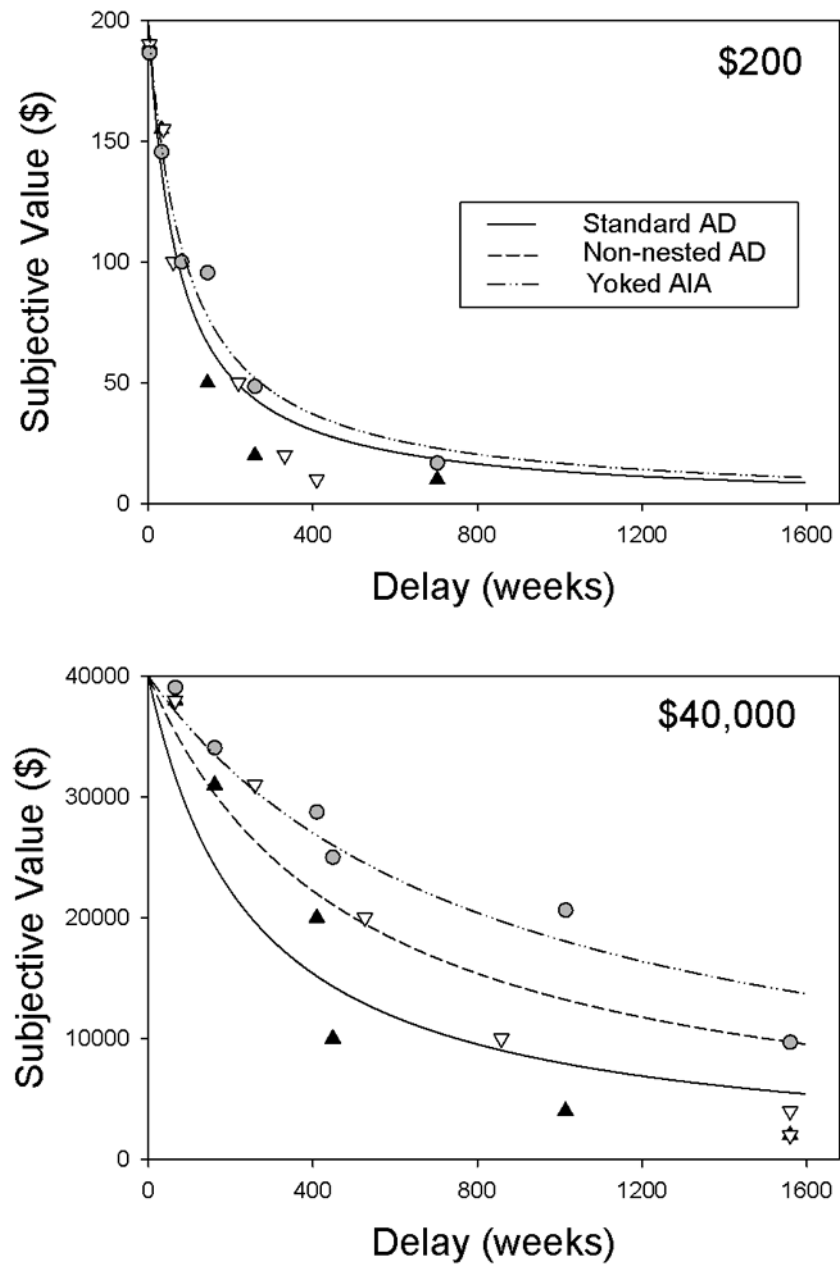 200
$200
150
Subjective Value ($)
Standard AD
100
Non-nested AD
Yoked AIA
50
0
0 400 800 1200 1600
Delay (weeks)
40000
$40,000
30000
Subjective Value ($)
20000
10000
0
0 400 800 1200 1600
Delay (weeks)